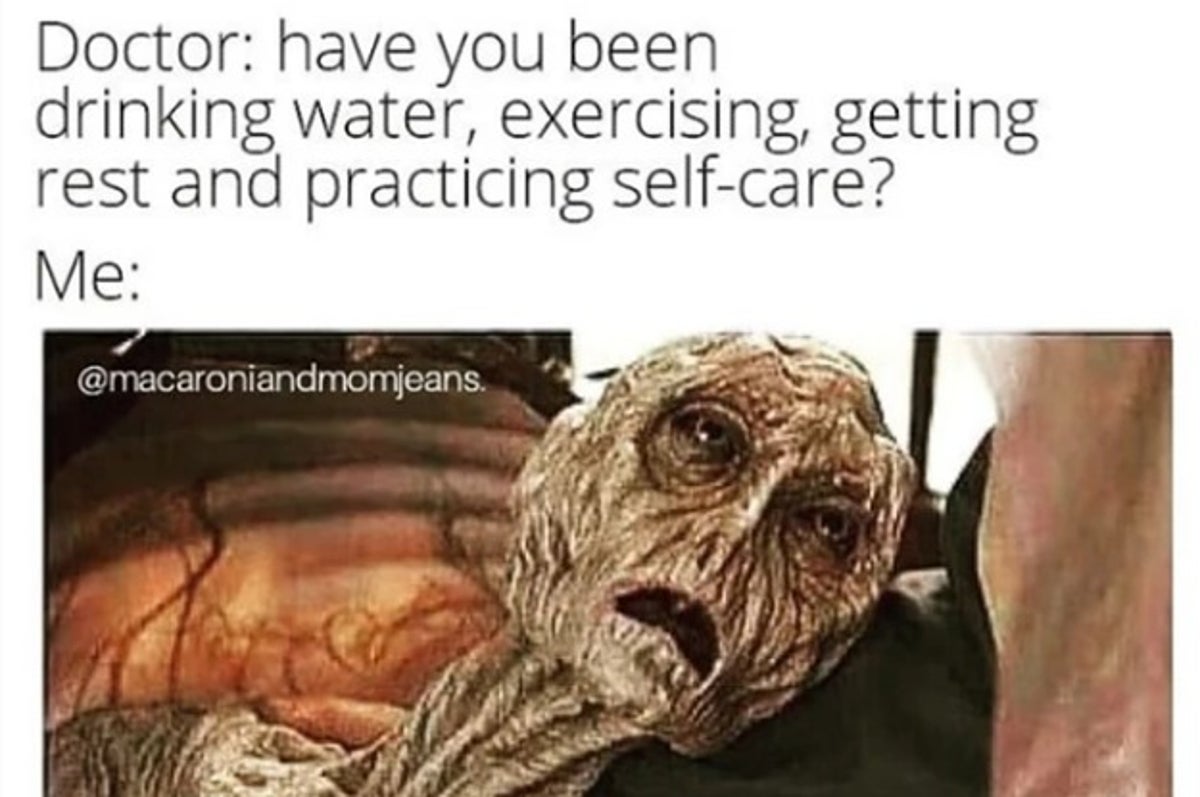 Doctor: have you been
drinking water, exercising, getting
rest and practicing self-care?
Me:
@macaroniandmomjeans.